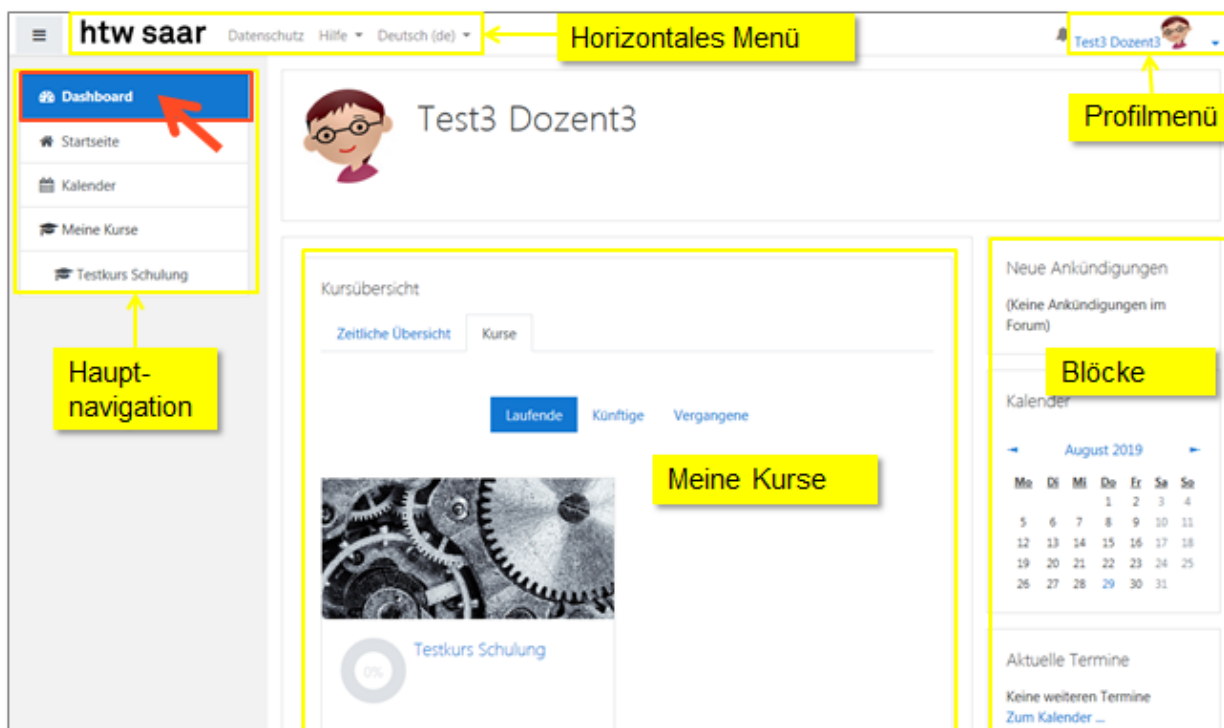 htw saar Datenschutz Hilfe Deutsch (de)
Horizontales Menü
Test3 Dozent3
Profilmenü
Dashboard
Startseite
Kalender
Meine Kurse
Testkurs Schulung
Haupt-
navigation
Test3 Dozent3
Kursübersicht
Zeitliche Übersicht Kurse
Laufende Künftige Vergangene
Meine Kurse
0%
Testkurs Schulung
Neue Ankündigungen
(Keine Ankündigungen im
Forum)
Blöcke
Kalender
August 2019
Mo Di Mi Do Fr Sa So
1 2 3 4
5 6 7 8 9 10 11
12 13 14 15 16 17 18
19 20 21 22 23 24 25
26 27 28 29 30 31
Aktuelle Termine
Keine weiteren Termine
Zum Kalender ...